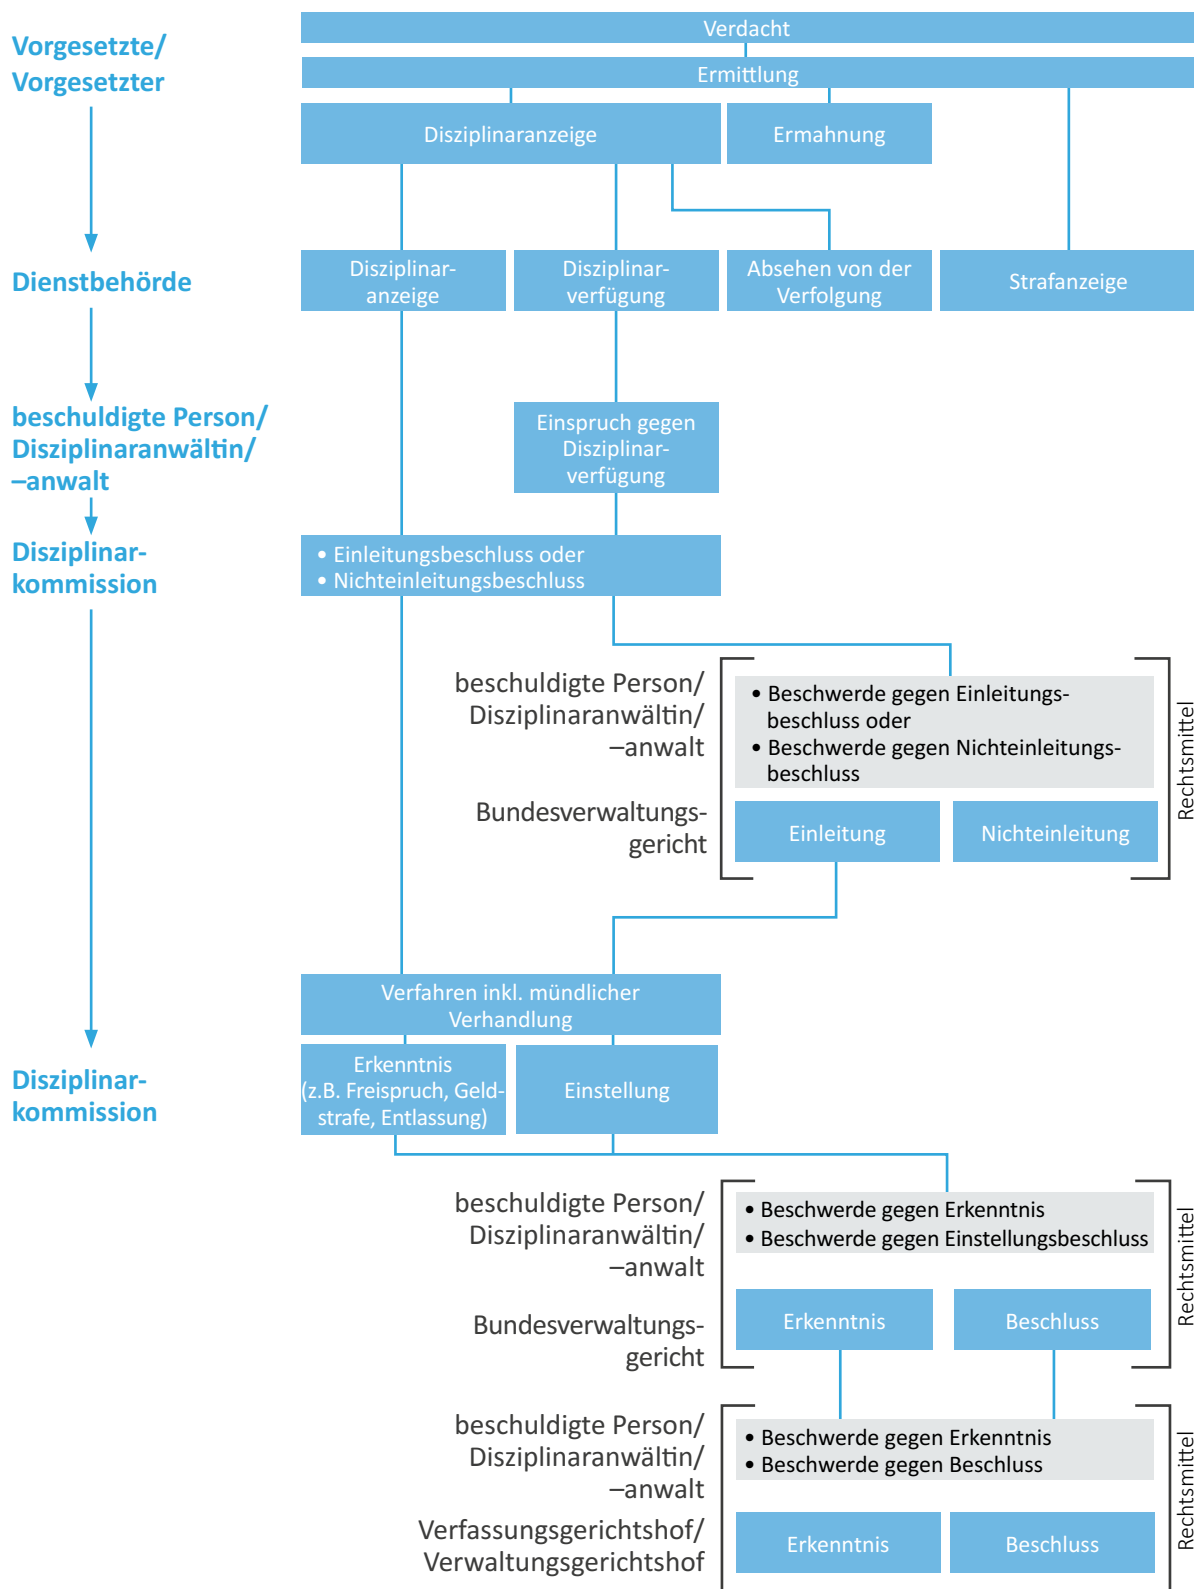 Vorgesetzte/
Vorgesetzter
Verdacht
Ermittlung
Disziplinaranzeige
Ermahnung
Dienstbehörde
Disziplinar-
anzeige
Disziplinar-
verfügung
Absehen von der
Verfolgung
Strafanzeige
beschuldigte Person/
Disziplinaranwältin/
–anwalt
Einspruch gegen
Disziplinar-
verfügung
Disziplinar-
kommission
• Einleitungsbeschluss oder
• Nichteinleitungsbeschluss
beschuldigte Person/
Disziplinaranwältin/
–anwalt
• Beschwerde gegen Einleitungs-
beschluss oder
• Beschwerde gegen Nichteinleitungs-
beschluss
Rechtsmittel
Bundesverwaltungs-
gericht
Einleitung
Nichteinleitung
Verfahren inkl. mündlicher
Verhandlung
Disziplinar-
kommission
Erkenntnis
(z.B. Freispruch, Geld-
strafe, Entlassung)
Einstellung
beschuldigte Person/
Disziplinaranwältin/
–anwalt
• Beschwerde gegen Erkenntnis
• Beschwerde gegen Einstellungsbeschluss
Rechtsmittel
Bundesverwaltungs-
gericht
Erkenntnis
Beschluss
beschuldigte Person/
Disziplinaranwältin/
–anwalt
• Beschwerde gegen Erkenntnis
• Beschwerde gegen Beschluss
Rechtsmittel
Verfassungsgerichtshof/
Verwaltungsgerichtshof
Erkenntnis
Beschluss